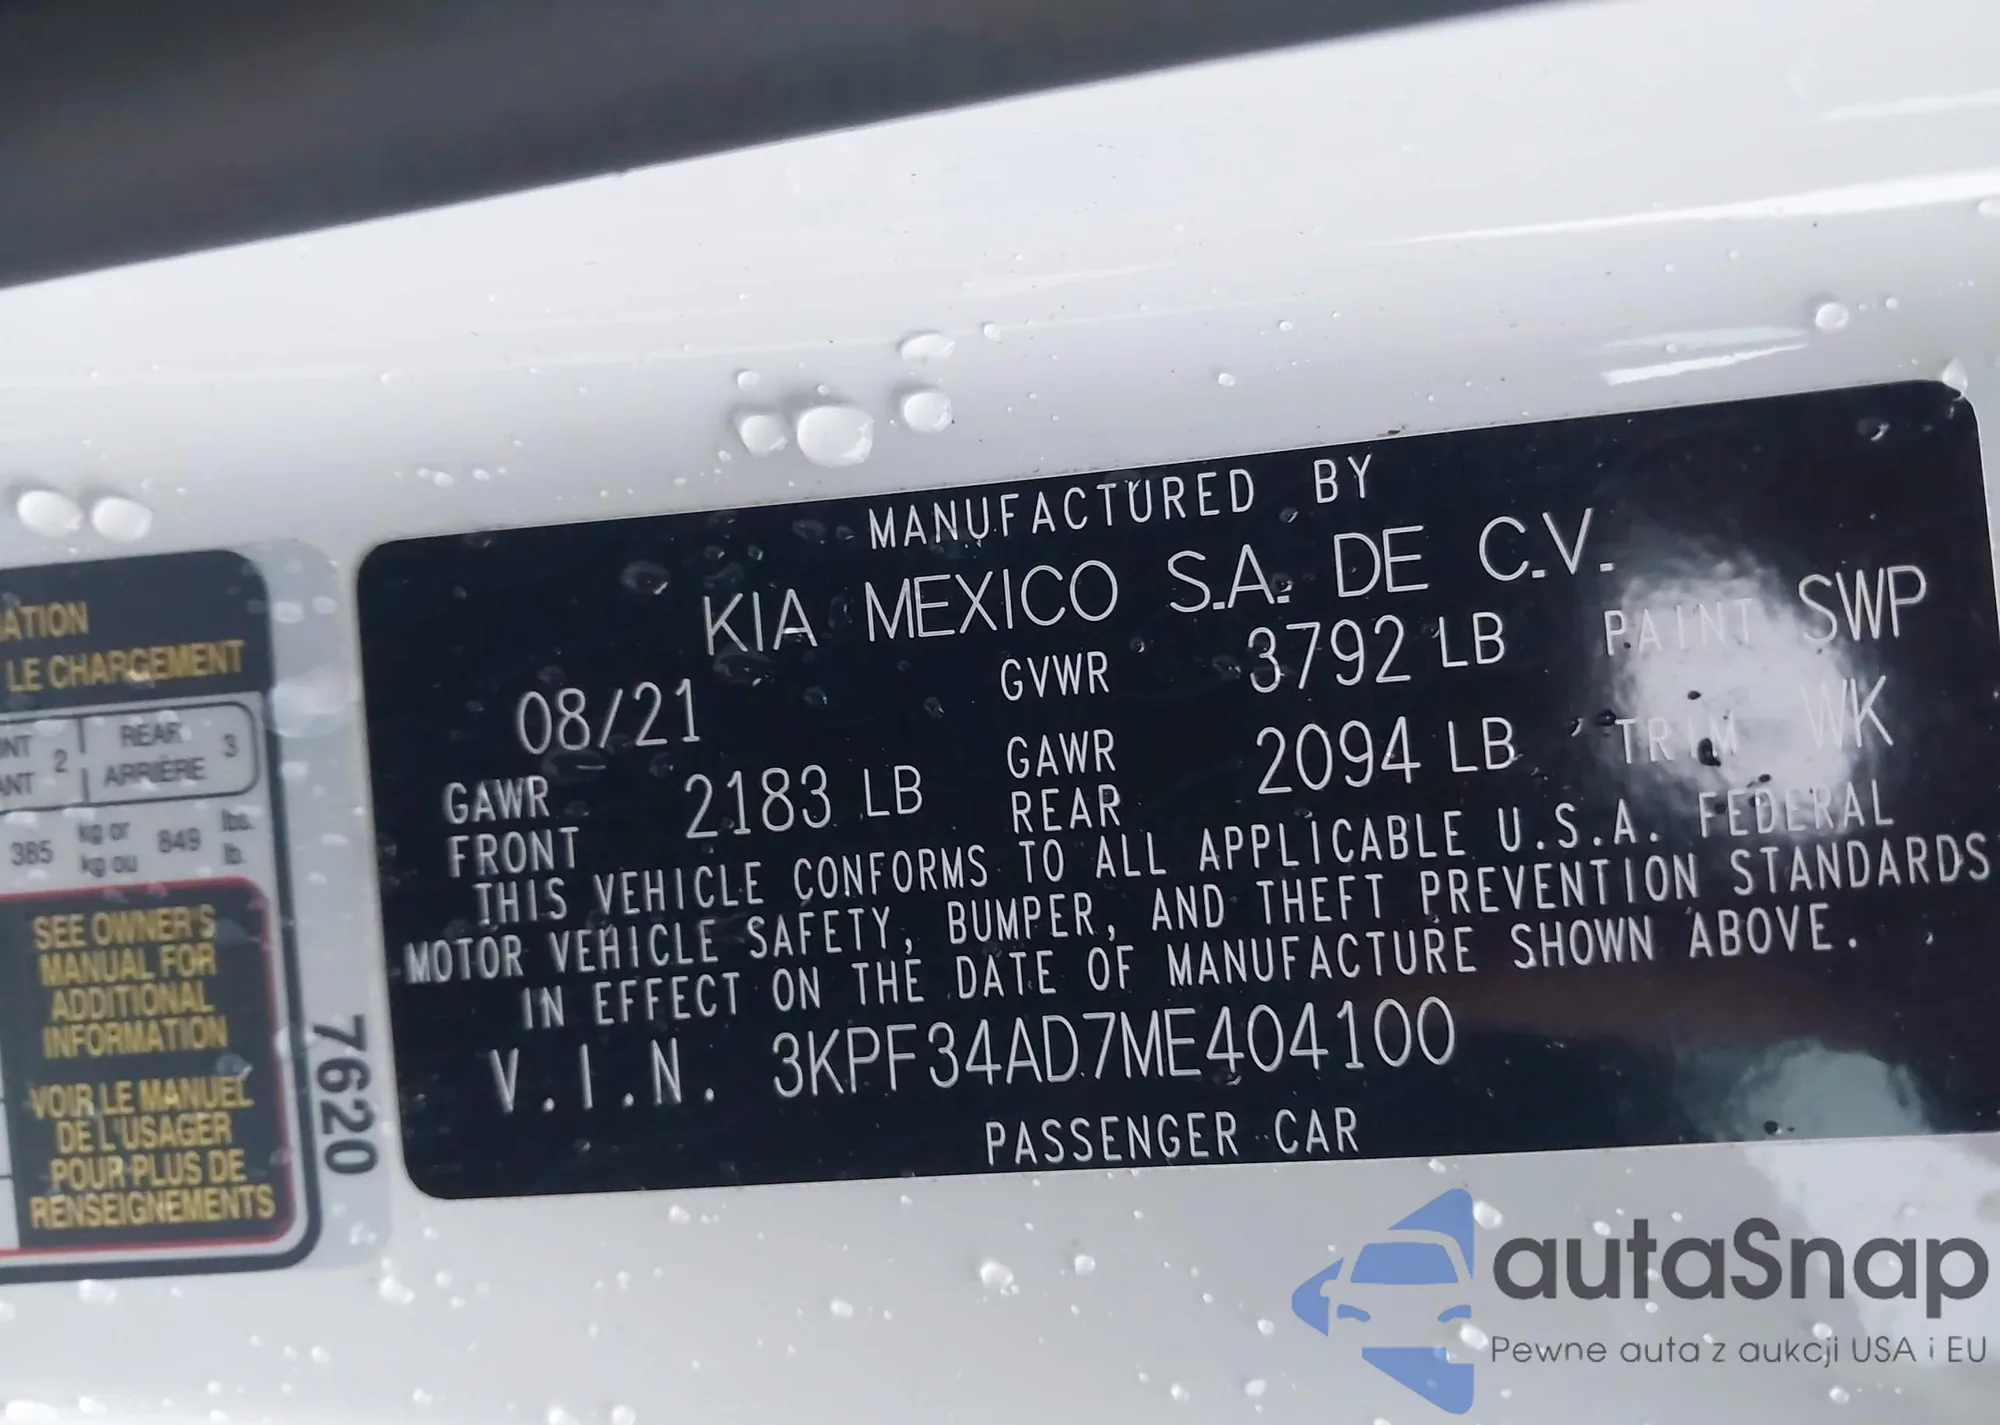 ATION
LE CHARGEMENT
2 REAR 3
ARRIÈRE
385 kg or 849 lbs.
kg ou lb.
SEE OWNER'S
MANUAL FOR
ADDITIONAL
INFORMATION
VOIR LE MANUEL
DE L'USAGER
POUR PLUS DE
RENSEIGNEMENTS
7620
MANUFACTURED BY
KIA MEXICO S.A. DE C.V.
08/21 GVWR 3792 LB PAINT SWP
GAWR FRONT 2183 LB GAWR REAR 2094 LB TRIM WK
THIS VEHICLE CONFORMS TO ALL APPLICABLE U.S.A. FEDERAL
MOTOR VEHICLE SAFETY, BUMPER, AND THEFT PREVENTION STANDARDS
IN EFFECT ON THE DATE OF MANUFACTURE SHOWN ABOVE.
V.I.N. 3KPF34AD7ME404100
PASSENGER CAR
autaSnap
Pewne auta z aukcji USA i EU